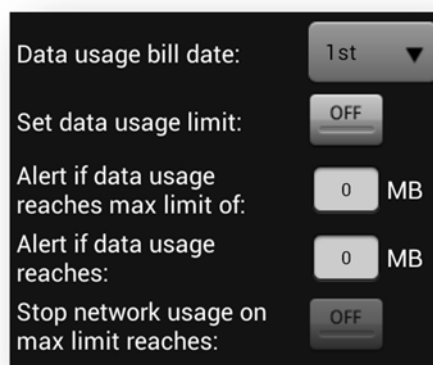 Data usage bill date:
1st
Set data usage limit:
OFF
Alert if data usage
reaches max limit of:
0 MB
Alert if data usage
reaches:
0 MB
Stop network usage on
max limit reaches:
OFF